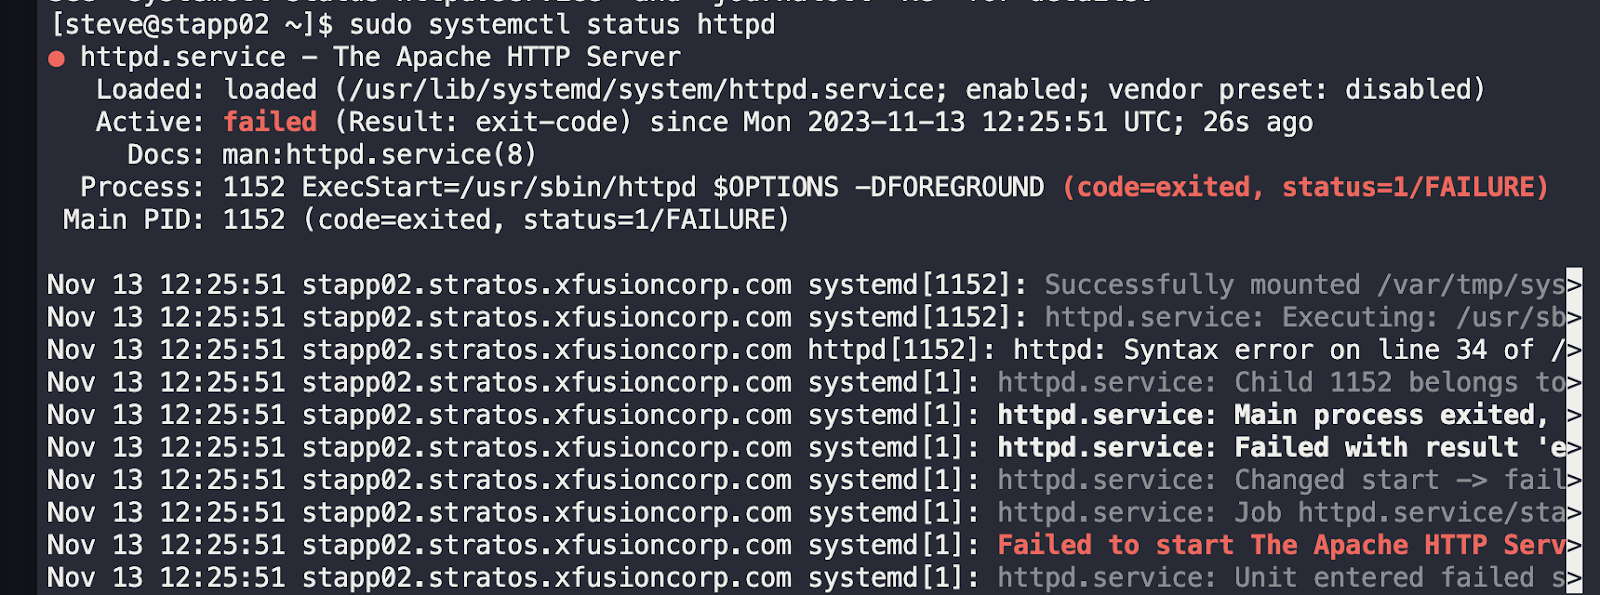 [steve@stapp02 ~]$ sudo systemctl status httpd
● httpd.service – The Apache HTTP Server
Loaded: loaded (/usr/lib/systemd/system/httpd.service; enabled; vendor preset: disabled)
Active: failed (Result: exit-code) since Mon 2023-11-13 12:25:51 UTC; 26s ago
Docs: man:httpd.service(8)
Process: 1152 ExecStart=/usr/sbin/httpd $OPTIONS -DFOREGROUND (code=exited, status=1/FAILURE)
Main PID: 1152 (code=exited, status=1/FAILURE)
Nov 13 12:25:51 stapp02.stratos.xfusioncorp.com systemd[1152]: Successfully mounted /var/tmp/sys>
Nov 13 12:25:51 stapp02.stratos.xfusioncorp.com systemd[1152]: httpd.service: Executing: /usr/sb>
Nov 13 12:25:51 stapp02.stratos.xfusioncorp.com httpd[1152]: httpd: Syntax error on line 34 of />
Nov 13 12:25:51 stapp02.stratos.xfusioncorp.com systemd[1]: httpd.service: Child 1152 belongs to>
Nov 13 12:25:51 stapp02.stratos.xfusioncorp.com systemd[1]: httpd.service: Main process exited, >
Nov 13 12:25:51 stapp02.stratos.xfusioncorp.com systemd[1]: httpd.service: Failed with result 'e>
Nov 13 12:25:51 stapp02.stratos.xfusioncorp.com systemd[1]: httpd.service: Changed start -> fail>
Nov 13 12:25:51 stapp02.stratos.xfusioncorp.com systemd[1]: httpd.service: Job httpd.service/sta>
Nov 13 12:25:51 stapp02.stratos.xfusioncorp.com systemd[1]: Failed to start The Apache HTTP Serv>
Nov 13 12:25:51 stapp02.stratos.xfusioncorp.com systemd[1]: httpd.service: Unit entered failed s>